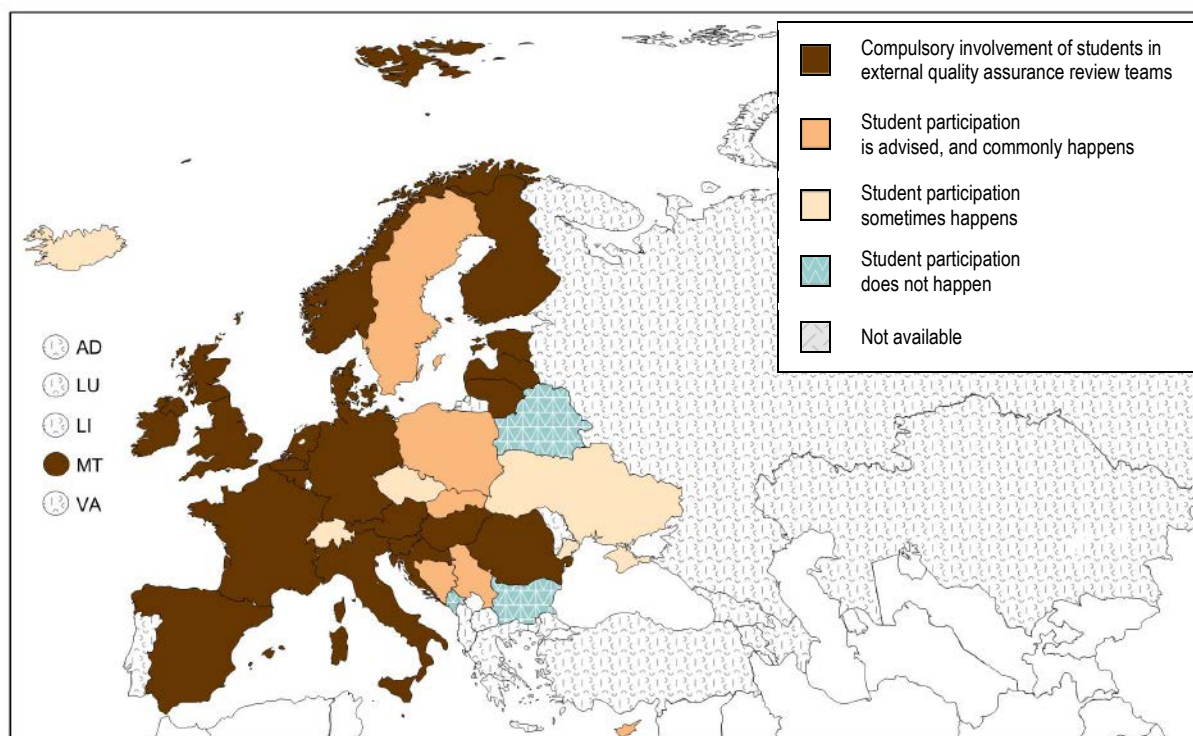 Compulsory involvement of students in
external quality assurance review teams
Student participation
is advised, and commonly happens
Student participation
sometimes happens
Student participation
does not happen
Not available
AD
LU
LI
MT
VA